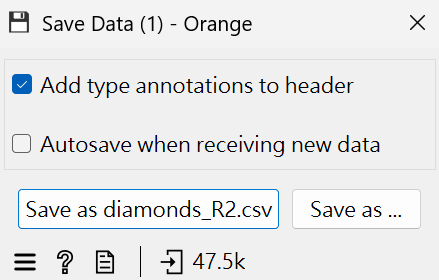 Save Data (1) - Orange
Add type annotations to header
Autosave when receiving new data
Save as diamonds_R2.csv
Save as ...
47.5k